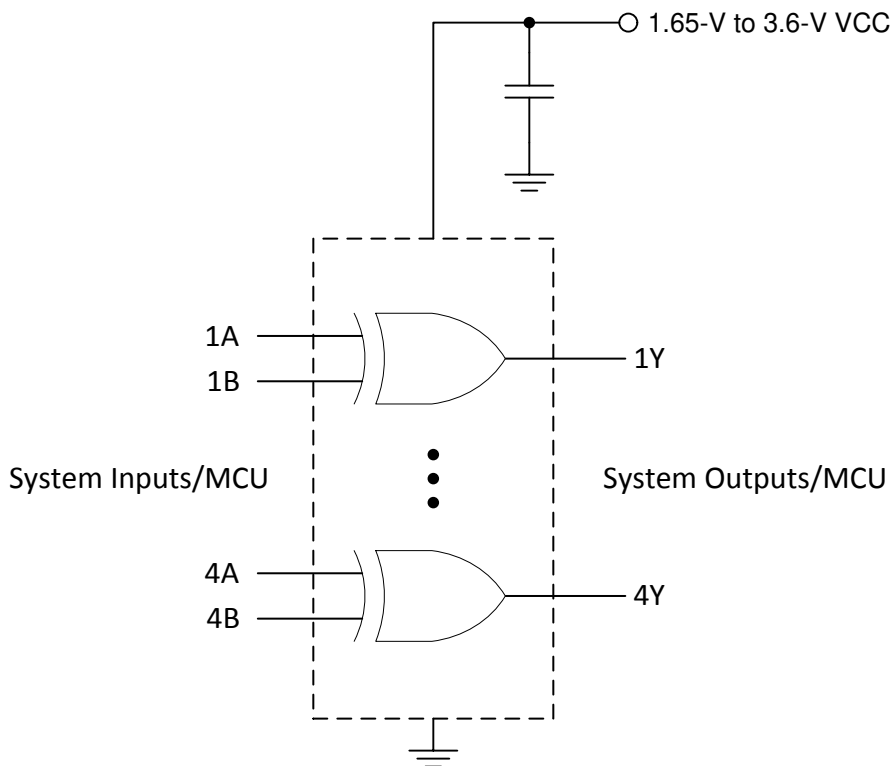 1.65-V to 3.6-V VCC
1A
1B
1Y
System Inputs/MCU
System Outputs/MCU
4A
4B
4Y